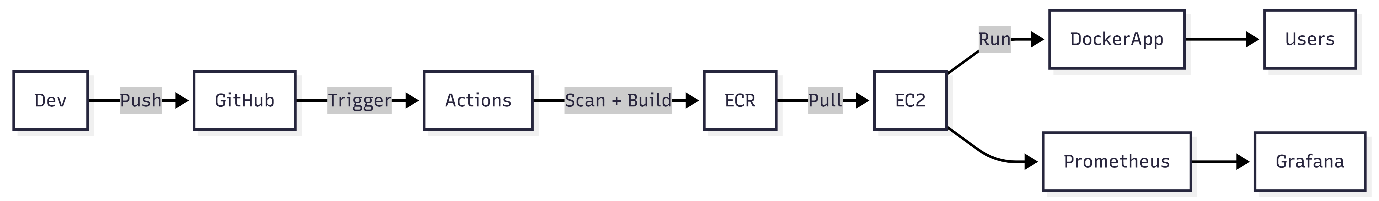 Dev
Push
GitHub
Trigger
Actions
Scan + Build
ECR
Pull
EC2
Run
DockerApp
Users
Prometheus
Grafana